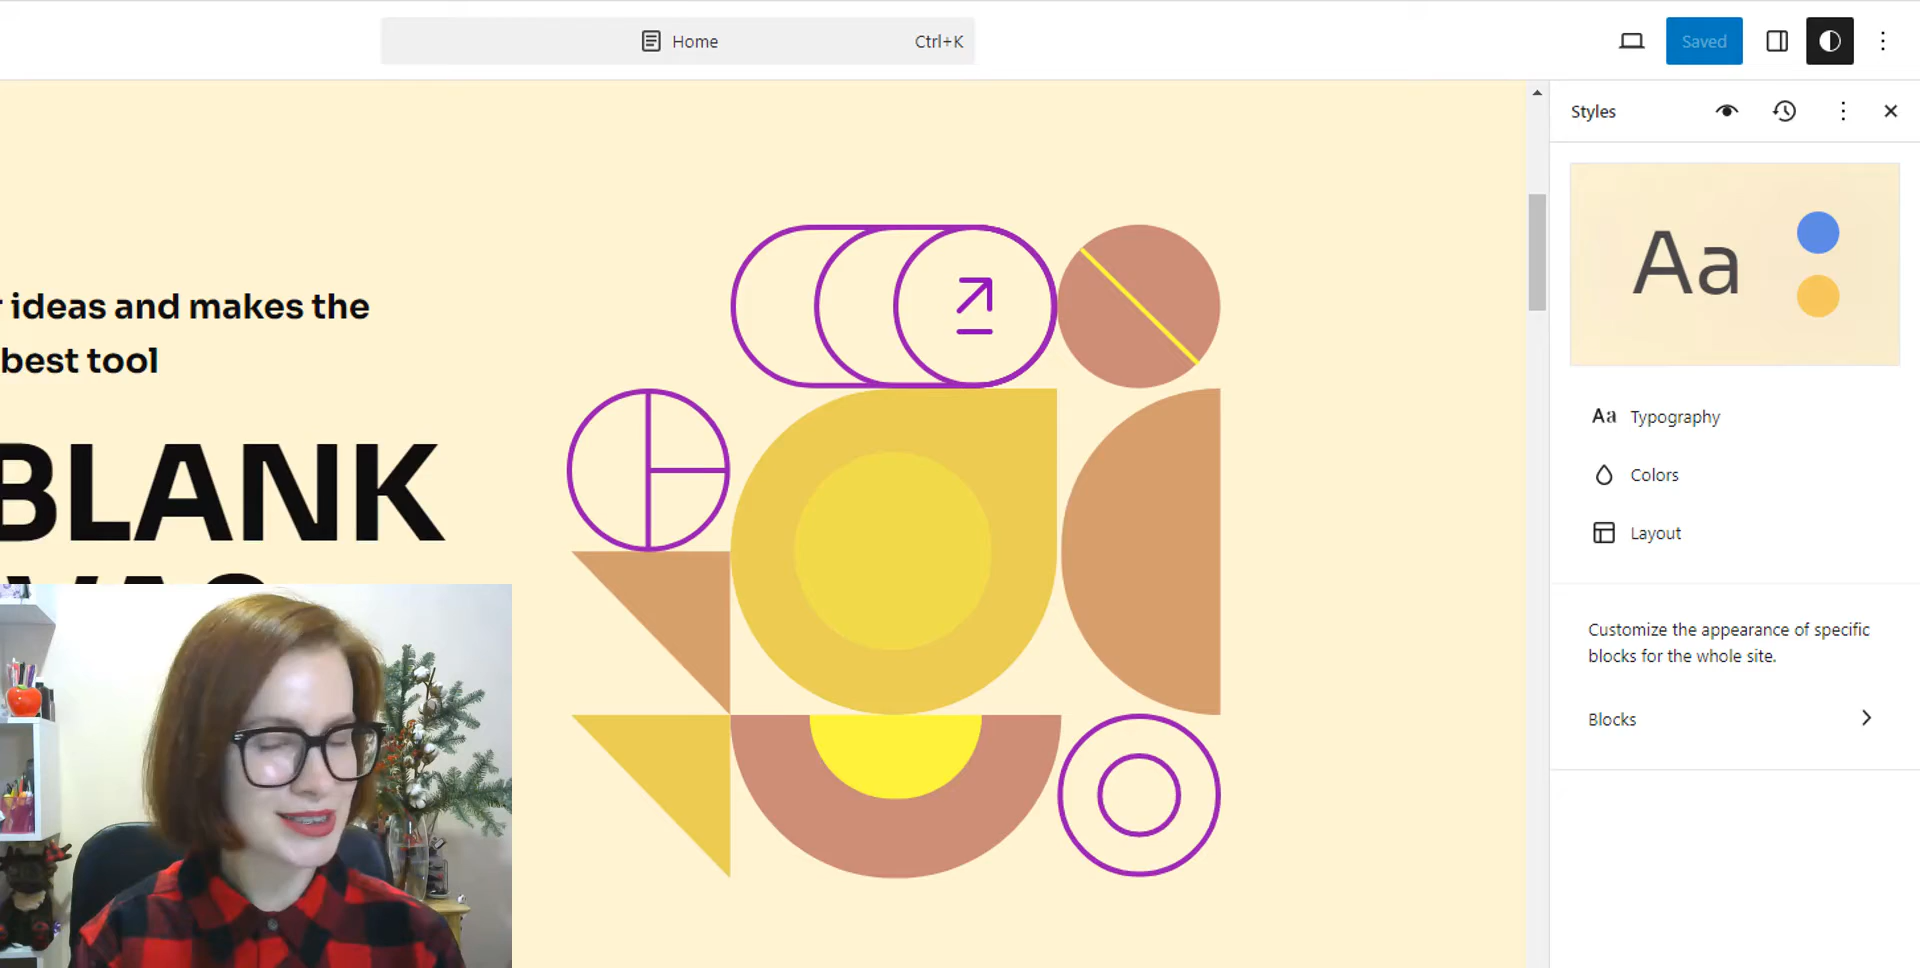 Home
Ctrl+K
Saved
Styles
Aa
Aa Typography
Colors
Layout
Customize the appearance of specific
blocks for the whole site.
Blocks
ideas and makes the
best tool
BLANK